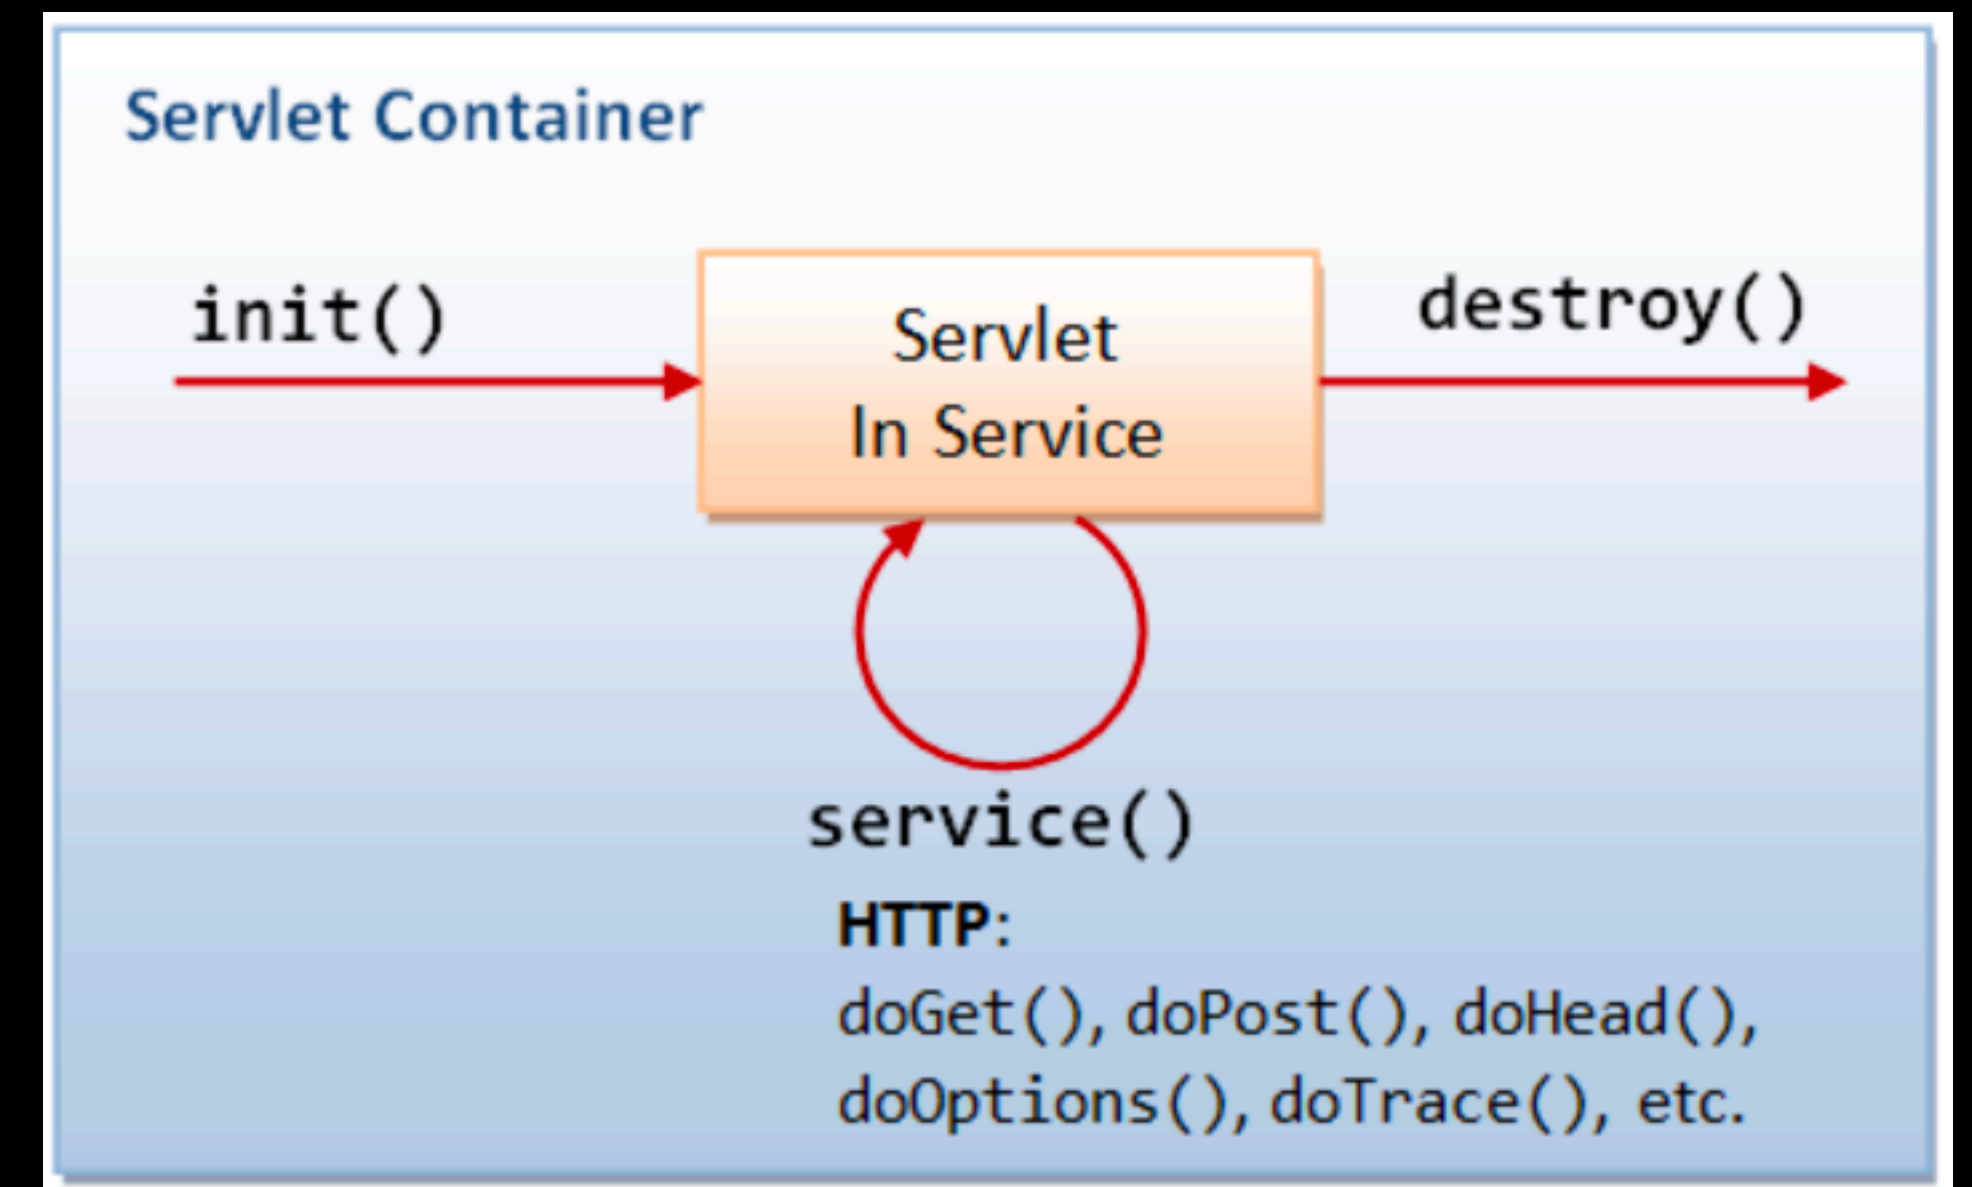 Servlet Container
init()
Servlet
In Service
destroy()
service()
HTTP:
doGet(), doPost(), doHead(),
doOptions(), doTrace(), etc.